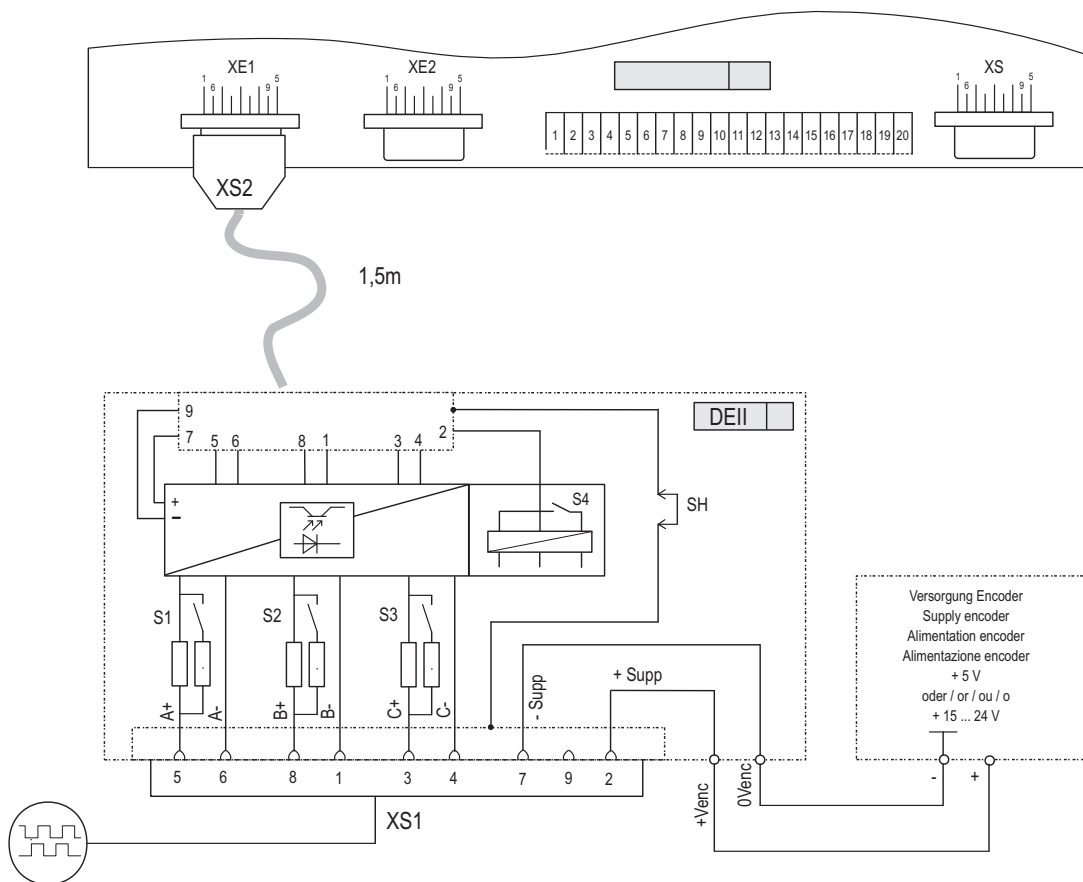 XE1
XE2
XS
1 5
6 9
1 5
6 9
1 5
6 9
1 2 3 4 5 6 7 8 9 10 11 12 13 14 15 16 17 18 19 20
XS2
1,5m
DEII
9
7
5 6 8 1 3 4 2
+
-
S4
SH
S1
S2
S3
A+
A-
B+
B-
C+
C-
- Supp
+ Supp
Versorgung Encoder
Supply encoder
Alimentation encoder
Alimentazione encoder
+ 5 V
oder / or / ou / o
+ 15 ... 24 V
- +
5 6 8 1 3 4 7 9 2
+Venc
0Venc
XS1